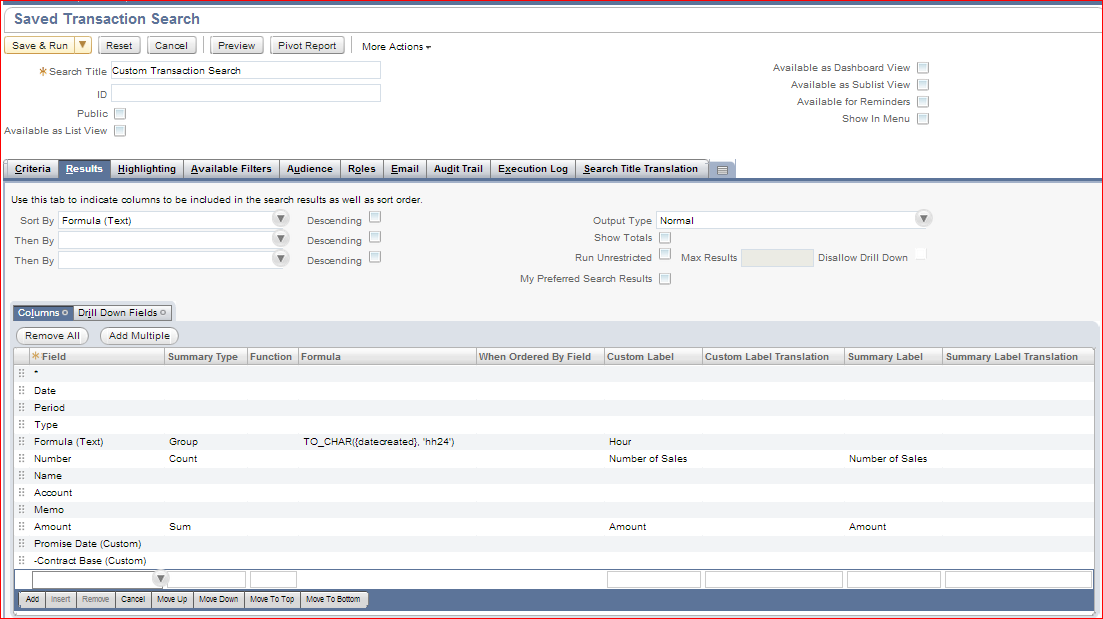 Saved Transaction Search
Save & Run Reset Cancel Preview Pivot Report More Actions
Search Title Custom Transaction Search Available as Dashboard View
ID Available as Sublist View
Available for Reminders
Public Show In Menu
Available as List View
Criteria Results Highlighting Available Filters Audience Roles Email Audit Trail Execution Log Search Title Translation
Use this tab to indicate columns to be included in the search results as well as sort order.
Sort By Formula (Text) Descending Output Type Normal
Then By Descending Show Totals
Then By Descending Run Unrestricted Max Results Disallow Drill Down
My Preferred Search Results
Columns Drill Down Fields
Remove All Add Multiple
Field Summary Type Function Formula When Ordered By Field Custom Label Custom Label Translation Summary Label Summary Label Translation
*
Date
Period
Type
Formula (Text) Group TO_CHAR({datecreated}, 'hh24') Hour
Number Count Number of Sales Number of Sales
Name
Account
Memo
Amount Sum Amount Amount
Promise Date (Custom)
-Contract Base (Custom)
Add Insert Remove Cancel Move Up Move Down Move To Top Move To Bottom